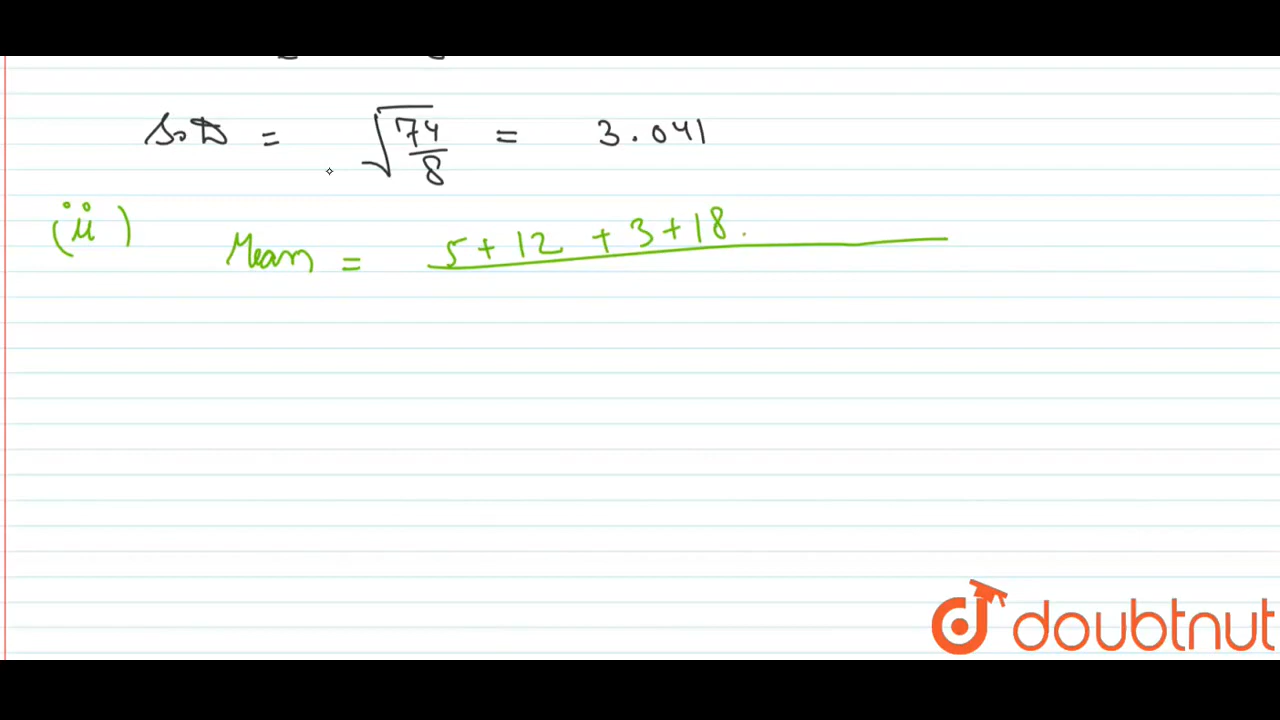 S.D = √74/8 = 3.041
(ii) Mean = 5 + 12 + 3 + 18.
doubtnut